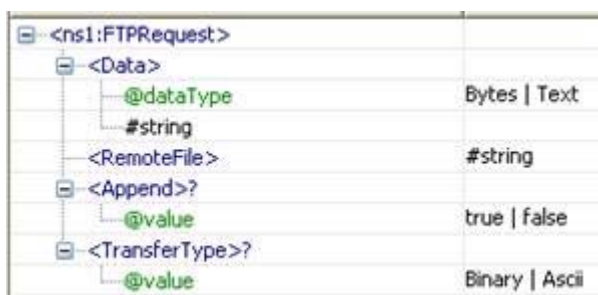 <ns1:FTPRequest>
<Data>
@dataType Bytes | Text
#string
<RemoteFile> #string
<Append>?
@value true | false
<TransferType>?
@value Binary | Ascii